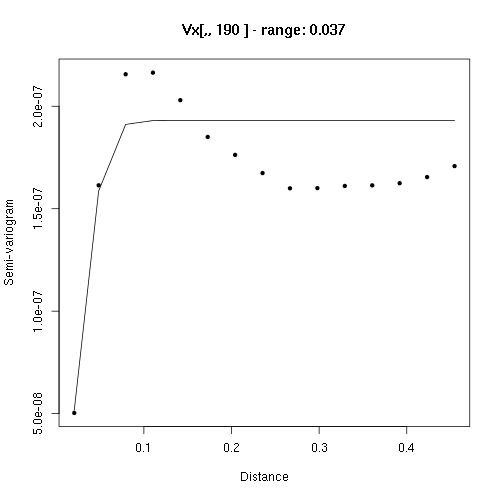 Vx[,, 190 ] - range: 0.037
Semi-variogram
2.0e-07
1.5e-07
1.0e-07
5.0e-08
0.1 0.2 0.3 0.4
Distance